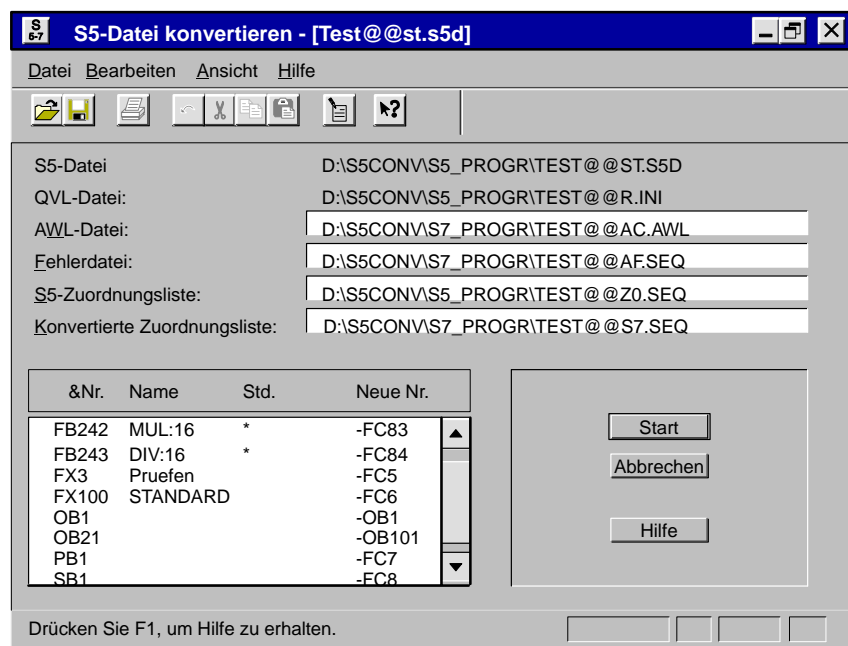 S 5-7 S5-Datei konvertieren - [Test@@st.s5d]
Datei Bearbeiten Ansicht Hilfe
S5-Datei D:\S5CONV\S5_PROGR\TEST@@ST.S5D
QVL-Datei: D:\S5CONV\S5_PROGR\TEST@@R.INI
AWL-Datei: D:\S5CONV\S7_PROGR\TEST@@AC.AWL
Fehlerdatei: D:\S5CONV\S7_PROGR\TEST@@AF.SEQ
S5-Zuordnungsliste: D:\S5CONV\S5_PROGR\TEST@@Z0.SEQ
Konvertierte Zuordnungsliste: D:\S5CONV\S7_PROGR\TEST@@S7.SEQ
&Nr. Name Std. Neue Nr.
FB242 MUL:16 * -FC83
FB243 DIV:16 * -FC84
FX3 Pruefen -FC5
FX100 STANDARD -FC6
OB1 -OB1
OB21 -OB101
PB1 -FC7
SB1 -FC8
Start
Abbrechen
Hilfe
Drücken Sie F1, um Hilfe zu erhalten.